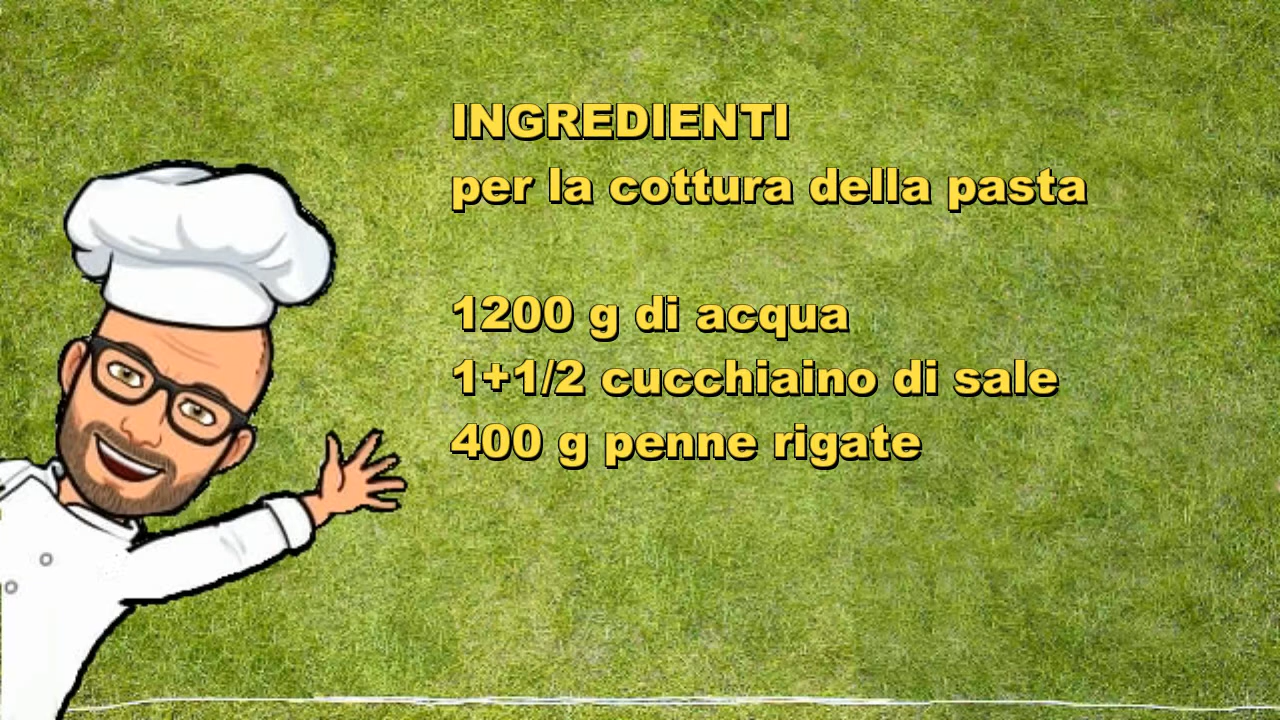 INGREDIENTI
per la cottura della pasta
1200 g di acqua
1+1/2 cucchiaino di sale
400 g penne rigate